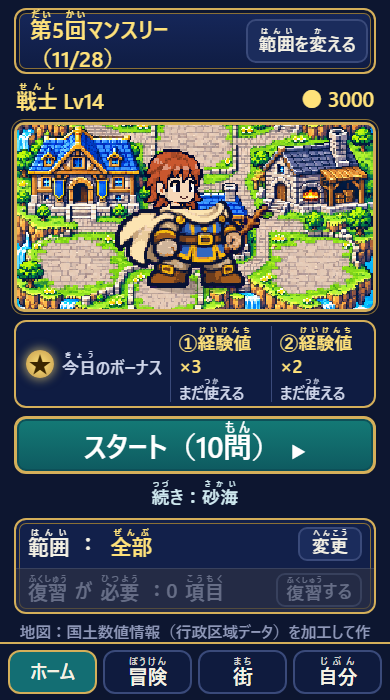 第5回マンスリー
（11/28）
範囲を変える
戦士 Lv14
3000
今日のボーナス
①経験値
×3
まだ使える
②経験値
×2
まだ使える
スタート（10問） ▶
続き：砂海
範囲 ： 全部
変更
復習 が 必要 ：0 項目
復習する
地図：国土数値情報（行政区域データ）を加工して作
ホーム
冒険
街
自分